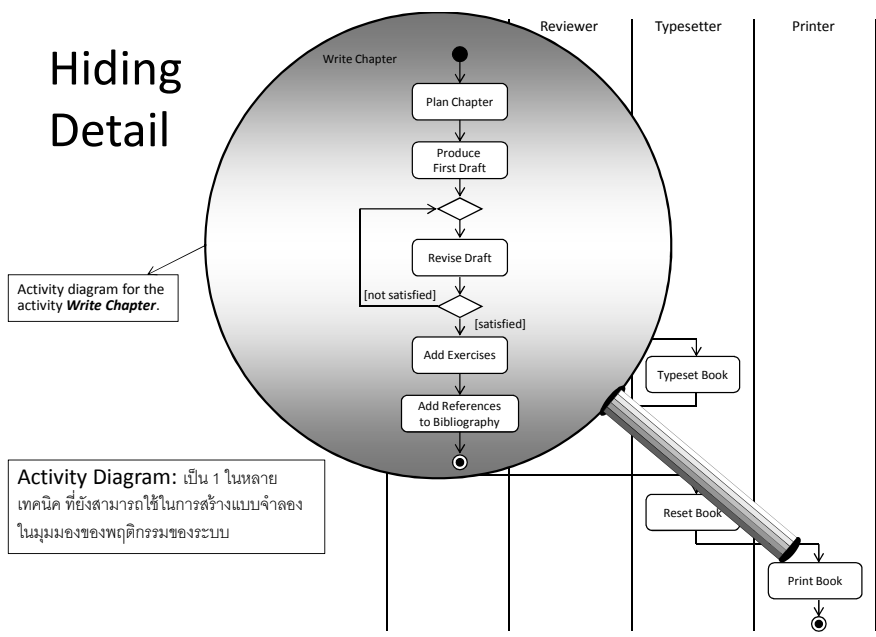 Hiding
Detail
Reviewer
Typesetter
Printer
Write Chapter
Plan Chapter
Produce
First Draft
Revise Draft
[not satisfied]
[satisfied]
Add Exercises
Add References
to Bibliography
Activity diagram for the
activity Write Chapter.
Typeset Book
Reset Book
Print Book
Activity Diagram: เป็น 1 ในหลาย
เทคนิค ที่ยังสามารถใช้ในการสร้างแบบจำลอง
ในมุมมองของพฤติกรรมของระบบ